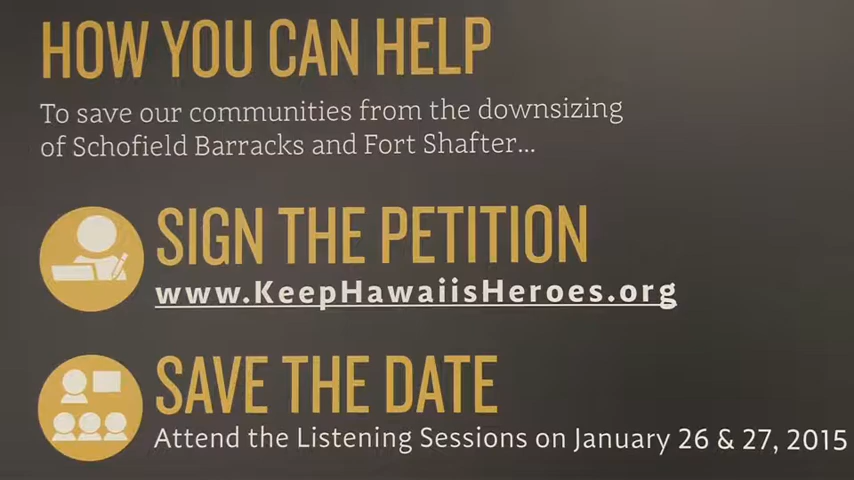 HOW YOU CAN HELP
To save our communities from the downsizing
of Schofield Barracks and Fort Shafter...
SIGN THE PETITION
www.KeepHawaiisHeroes.org
SAVE THE DATE
Attend the Listening Sessions on January 26 & 27, 2015